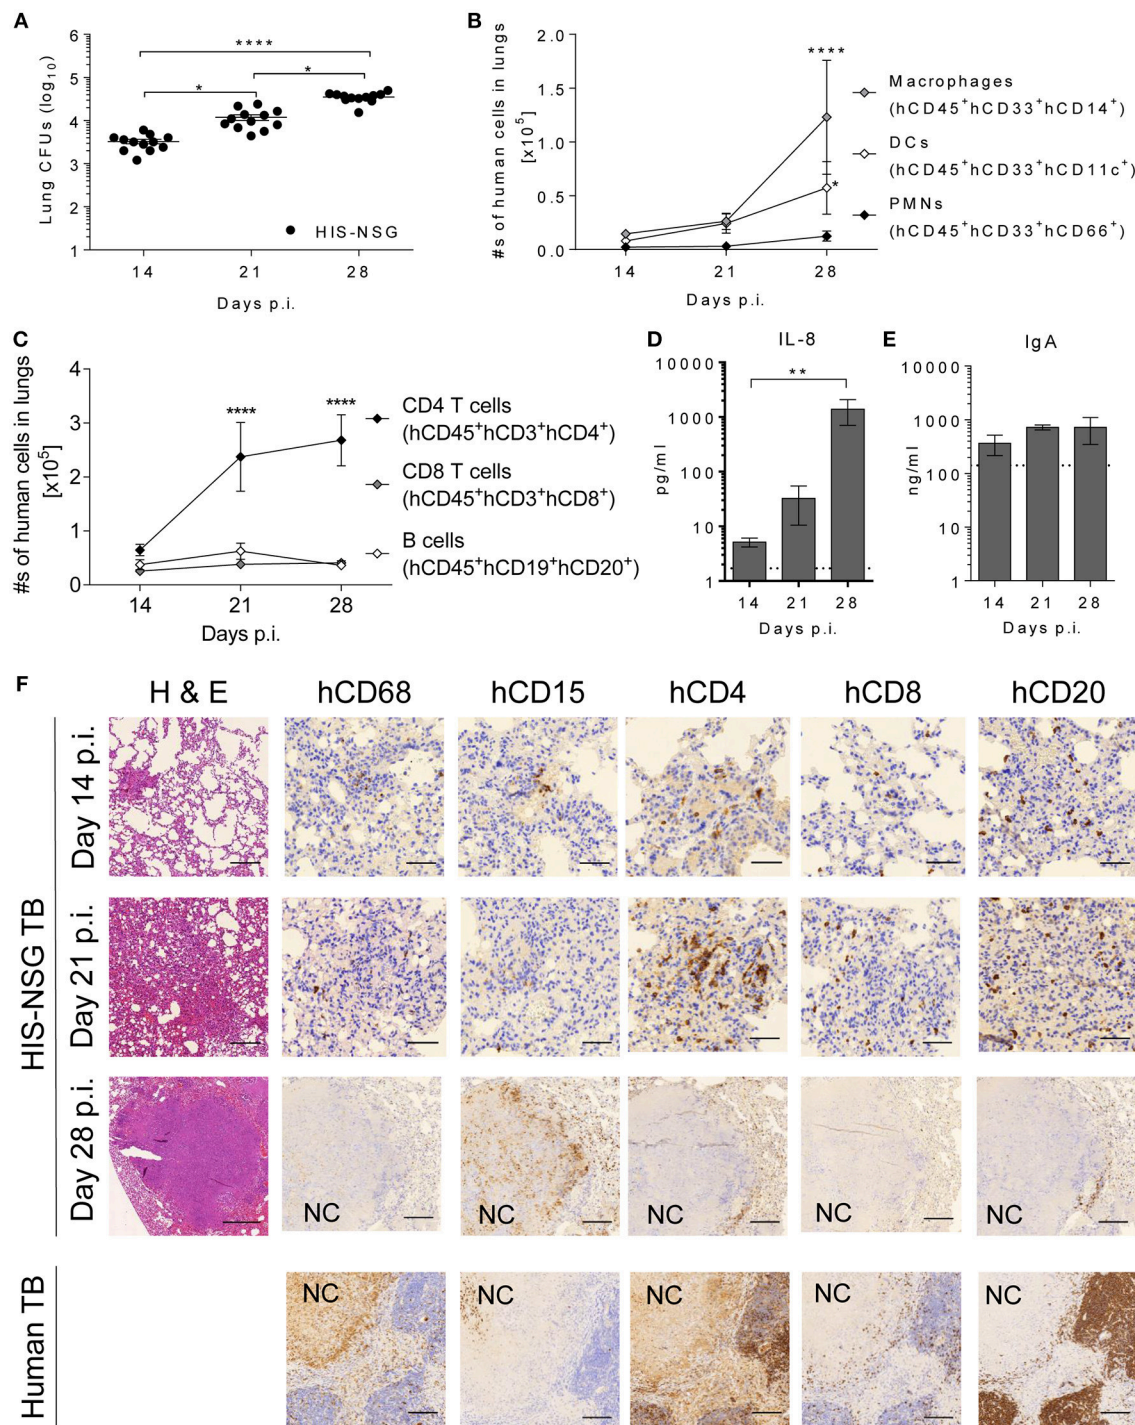 A
Lung CFUs (log10)
6
5
4
3
2
1
****
*
*
HIS-NSG
14 21 28
Days p.i.
B
#s of human cells in lungs
[x10⁵]
2.0
1.5
1.0
0.5
0.0
****
*
14 21 28
Days p.i.
Macrophages
(hCD45⁺hCD33⁺hCD14⁺)
DCs
(hCD45⁺hCD33⁺hCD11c⁺)
PMNs
(hCD45⁺hCD33⁺hCD66⁺)
C
#s of human cells in lungs
[x10⁵]
4
3
2
1
0
****
****
14 21 28
Days p.i.
CD4 T cells
(hCD45⁺hCD3⁺hCD4⁺)
CD8 T cells
(hCD45⁺hCD3⁺hCD8⁺)
B cells
(hCD45⁺hCD19⁺hCD20⁺)
D
IL-8
pg/ml
10000
1000
100
10
1
**
14 21 28
Days p.i.
E
IgA
ng/ml
10000
1000
100
10
1
14 21 28
Days p.i.
F
H & E hCD68 hCD15 hCD4 hCD8 hCD20
HIS-NSG TB
Day 14 p.i.
Day 21 p.i.
Day 28 p.i.
NC NC NC NC NC
Human TB
NC NC NC NC NC